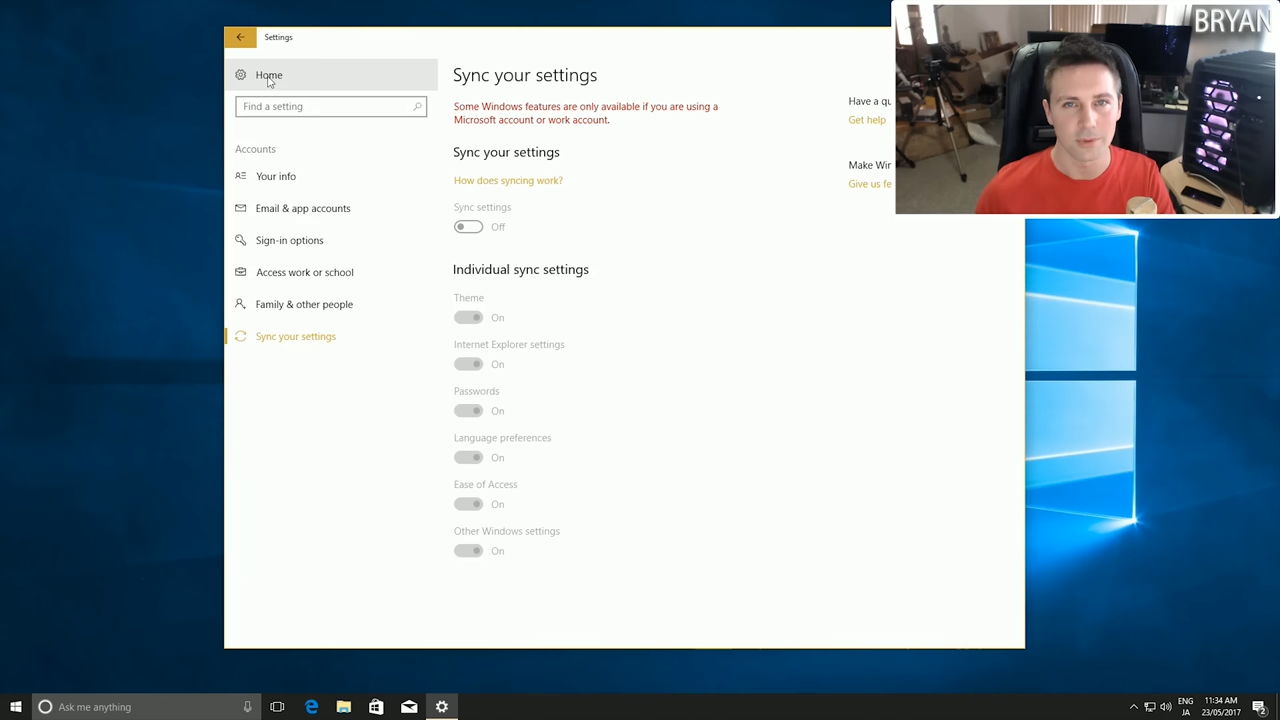 Settings
BRYAN
Home
Find a setting
Accounts
Your info
Email & app accounts
Sign-in options
Access work or school
Family & other people
Sync your settings
Sync your settings
Some Windows features are only available if you are using a
Microsoft account or work account.
Sync your settings
How does syncing work?
Sync settings
Off
Individual sync settings
Theme
On
Internet Explorer settings
On
Passwords
On
Language preferences
On
Ease of Access
On
Other Windows settings
On
Have a qu
Get help
Make Wir
Give us fe
Ask me anything
ENG
JA
11:34 AM
23/05/2017
2